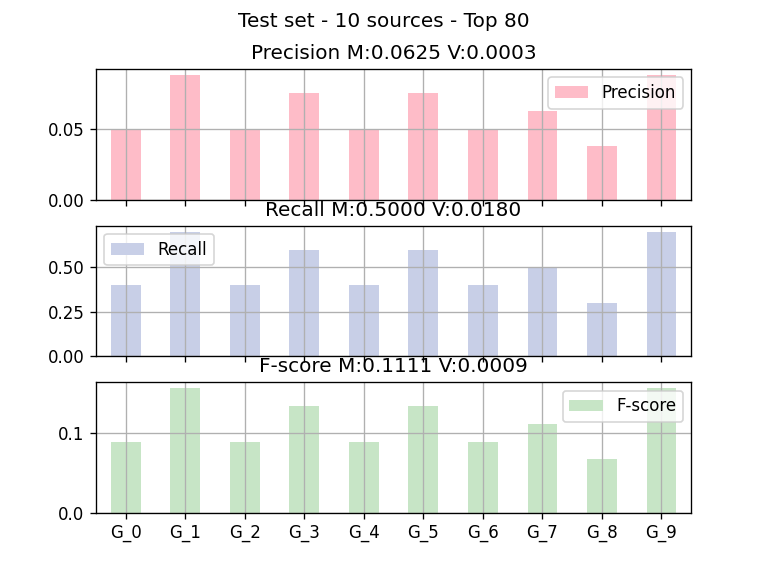 Test set - 10 sources - Top 80
Precision M:0.0625 V:0.0003
Precision
0.05
0.00
Recall M:0.5000 V:0.0180
Recall
0.50
0.25
0.00
F-score M:0.1111 V:0.0009
F-score
0.1
0.0
G_0 G_1 G_2 G_3 G_4 G_5 G_6 G_7 G_8 G_9